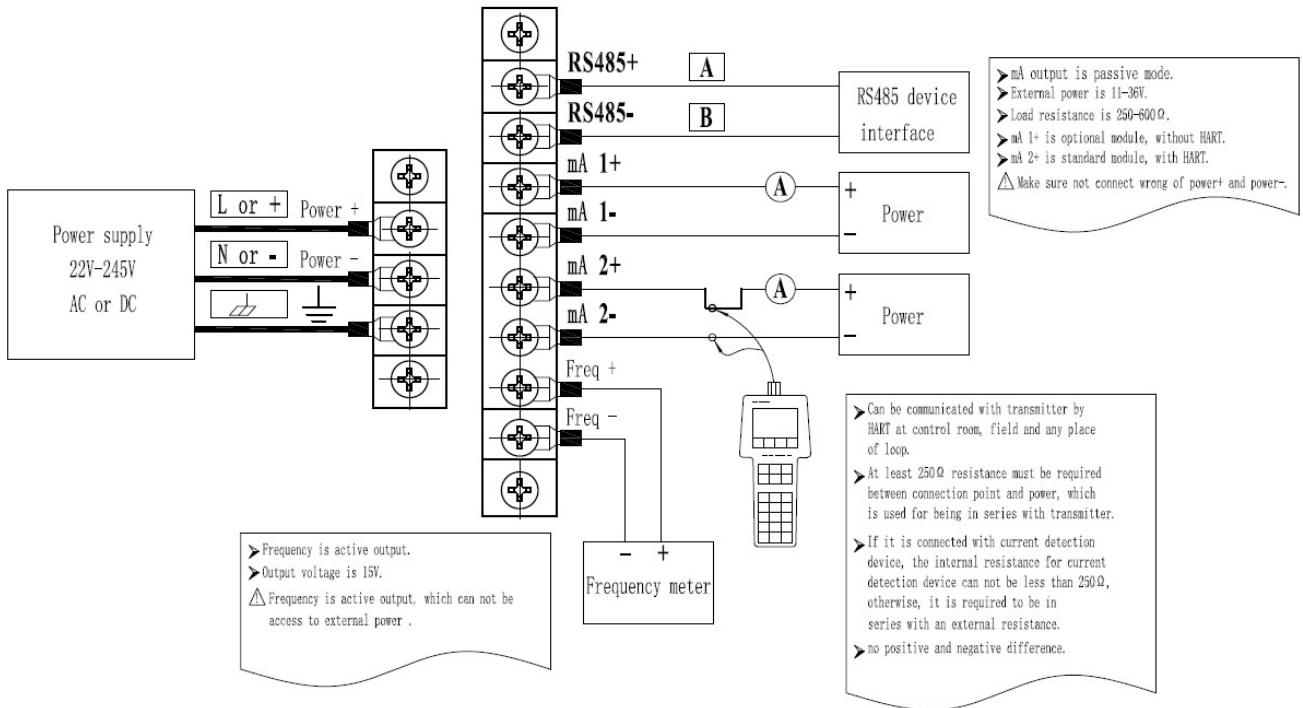 Power supply
22V-245V
AC or DC
L or +
Power +
N or -
Power -
RS485+
A
RS485-
B
mA 1+
A
mA 1-
mA 2+
A
mA 2-
Freq +
Freq -
RS485 device
interface
+
Power
-
+
Power
-
- +
Frequency meter
➤ mA output is passive mode.
➤ External power is 11-36V.
➤ Load resistance is 250-600Ω.
➤ mA 1+ is optional module, without HART.
➤ mA 2+ is standard module, with HART.
⚠ Make sure not connect wrong of power+ and power-.
➤ Frequency is active output.
➤ Output voltage is 15V.
⚠ Frequency is active output, which can not be
access to external power .
➤ Can be communicated with transmitter by
HART at control room, field and any place
of loop.
➤ At least 250Ω resistance must be required
between connection point and power, which
is used for being in series with transmitter.
➤ If it is connected with current detection
device, the internal resistance for current
detection device can not be less than 250Ω,
otherwise, it is required to be in
series with an external resistance.
➤ no positive and negative difference.